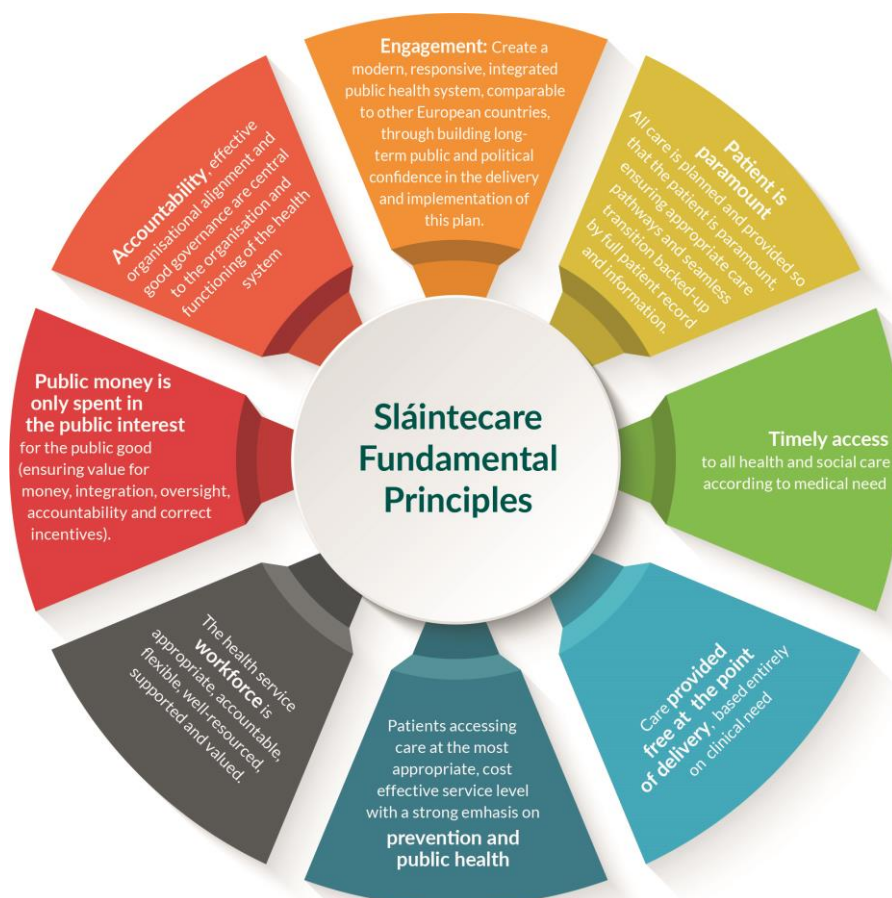 Sláintecare
Fundamental
Principles
Engagement: Create a
modern, responsive, integrated
public health system, comparable
to other European countries,
through building long-
term public and political
confidence in the delivery
and implementation of
this plan.
Patient is
paramount
All care is planned and provided so
that the patient is paramount,
ensuring appropriate care
pathways and seamless
transition backed-up
by full patient record
and information.
Timely access
to all health and social care
according to medical need
Care provided
free at the point
of delivery, based entirely
on clinical need
Patients accessing
care at the most
appropriate, cost
effective service level
with a strong emhasis on
prevention and
public health
The health service
workforce is
appropriate, accountable,
flexible, well-resourced,
supported and valued.
Public money is
only spent in
the public interest
for the public good
(ensuring value for
money, integration, oversight,
accountability and correct
incentives).
Accountability, effective
organisational alignment and
good governance are central
to the organisation and
functioning of the health
system